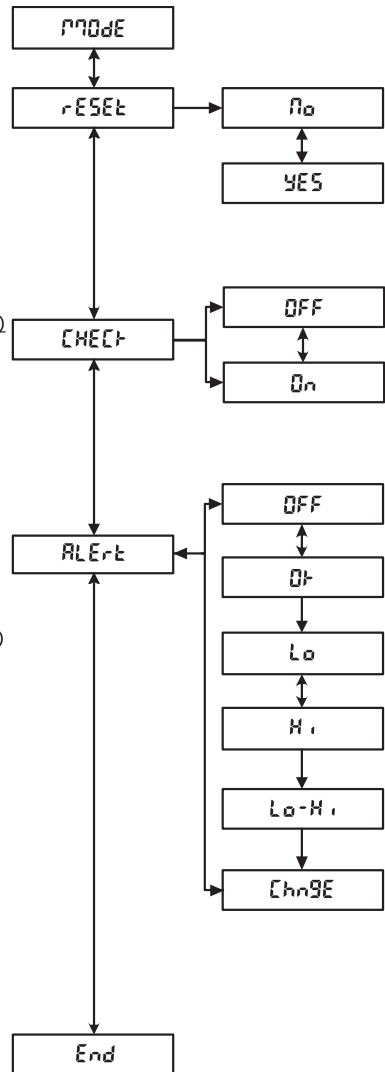 MODE
rESEt
No
YES
CHECk
OFF
On
ALErt
OFF
Ok
Lo
Hi
Lo-Hi
ChngE
End
)
)